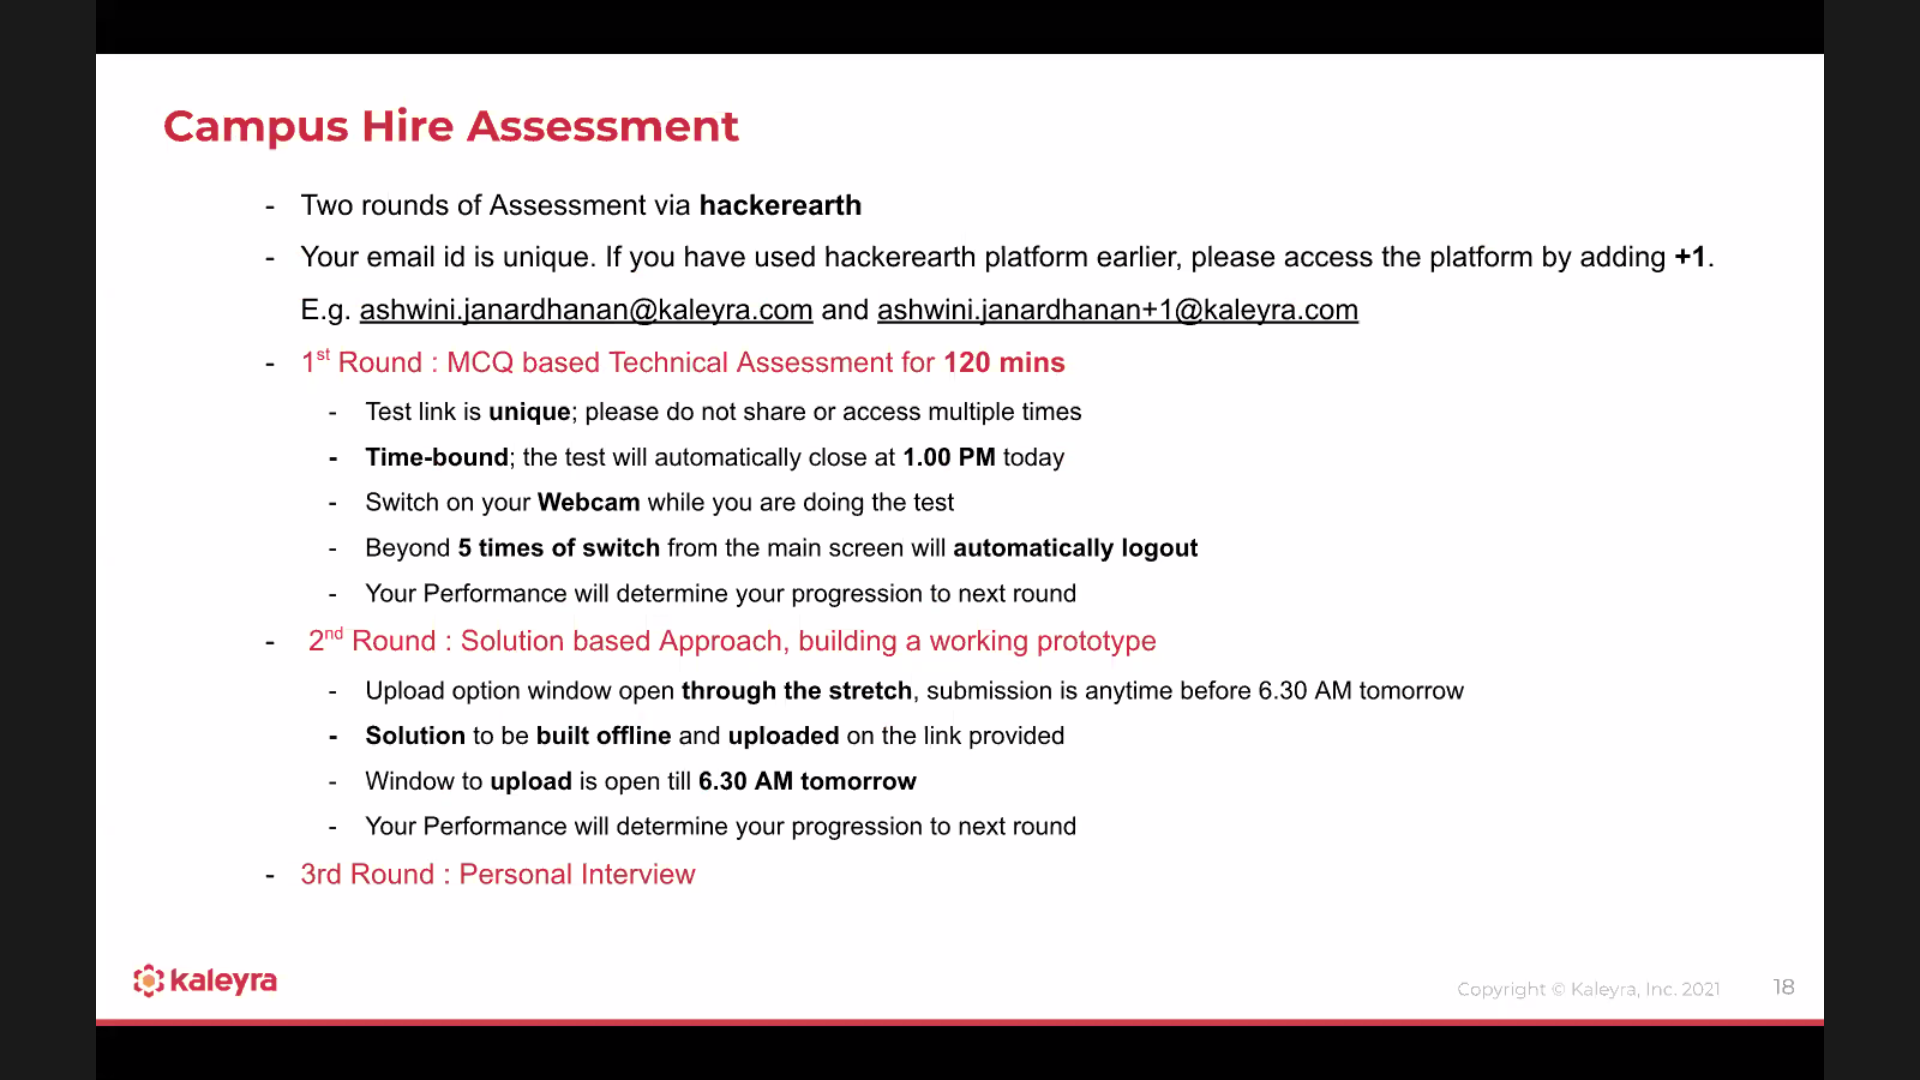 Campus Hire Assessment
- Two rounds of Assessment via hackerearth
- Your email id is unique. If you have used hackerearth platform earlier, please access the platform by adding +1.
E.g. ashwini.janardhanan@kaleyra.com and ashwini.janardhanan+1@kaleyra.com
- 1st Round : MCQ based Technical Assessment for 120 mins
- Test link is unique; please do not share or access multiple times
- Time-bound; the test will automatically close at 1.00 PM today
- Switch on your Webcam while you are doing the test
- Beyond 5 times of switch from the main screen will automatically logout
- Your Performance will determine your progression to next round
- 2nd Round : Solution based Approach, building a working prototype
- Upload option window open through the stretch, submission is anytime before 6.30 AM tomorrow
- Solution to be built offline and uploaded on the link provided
- Window to upload is open till 6.30 AM tomorrow
- Your Performance will determine your progression to next round
- 3rd Round : Personal Interview
kaleyra
Copyright © Kaleyra, Inc. 2021 18